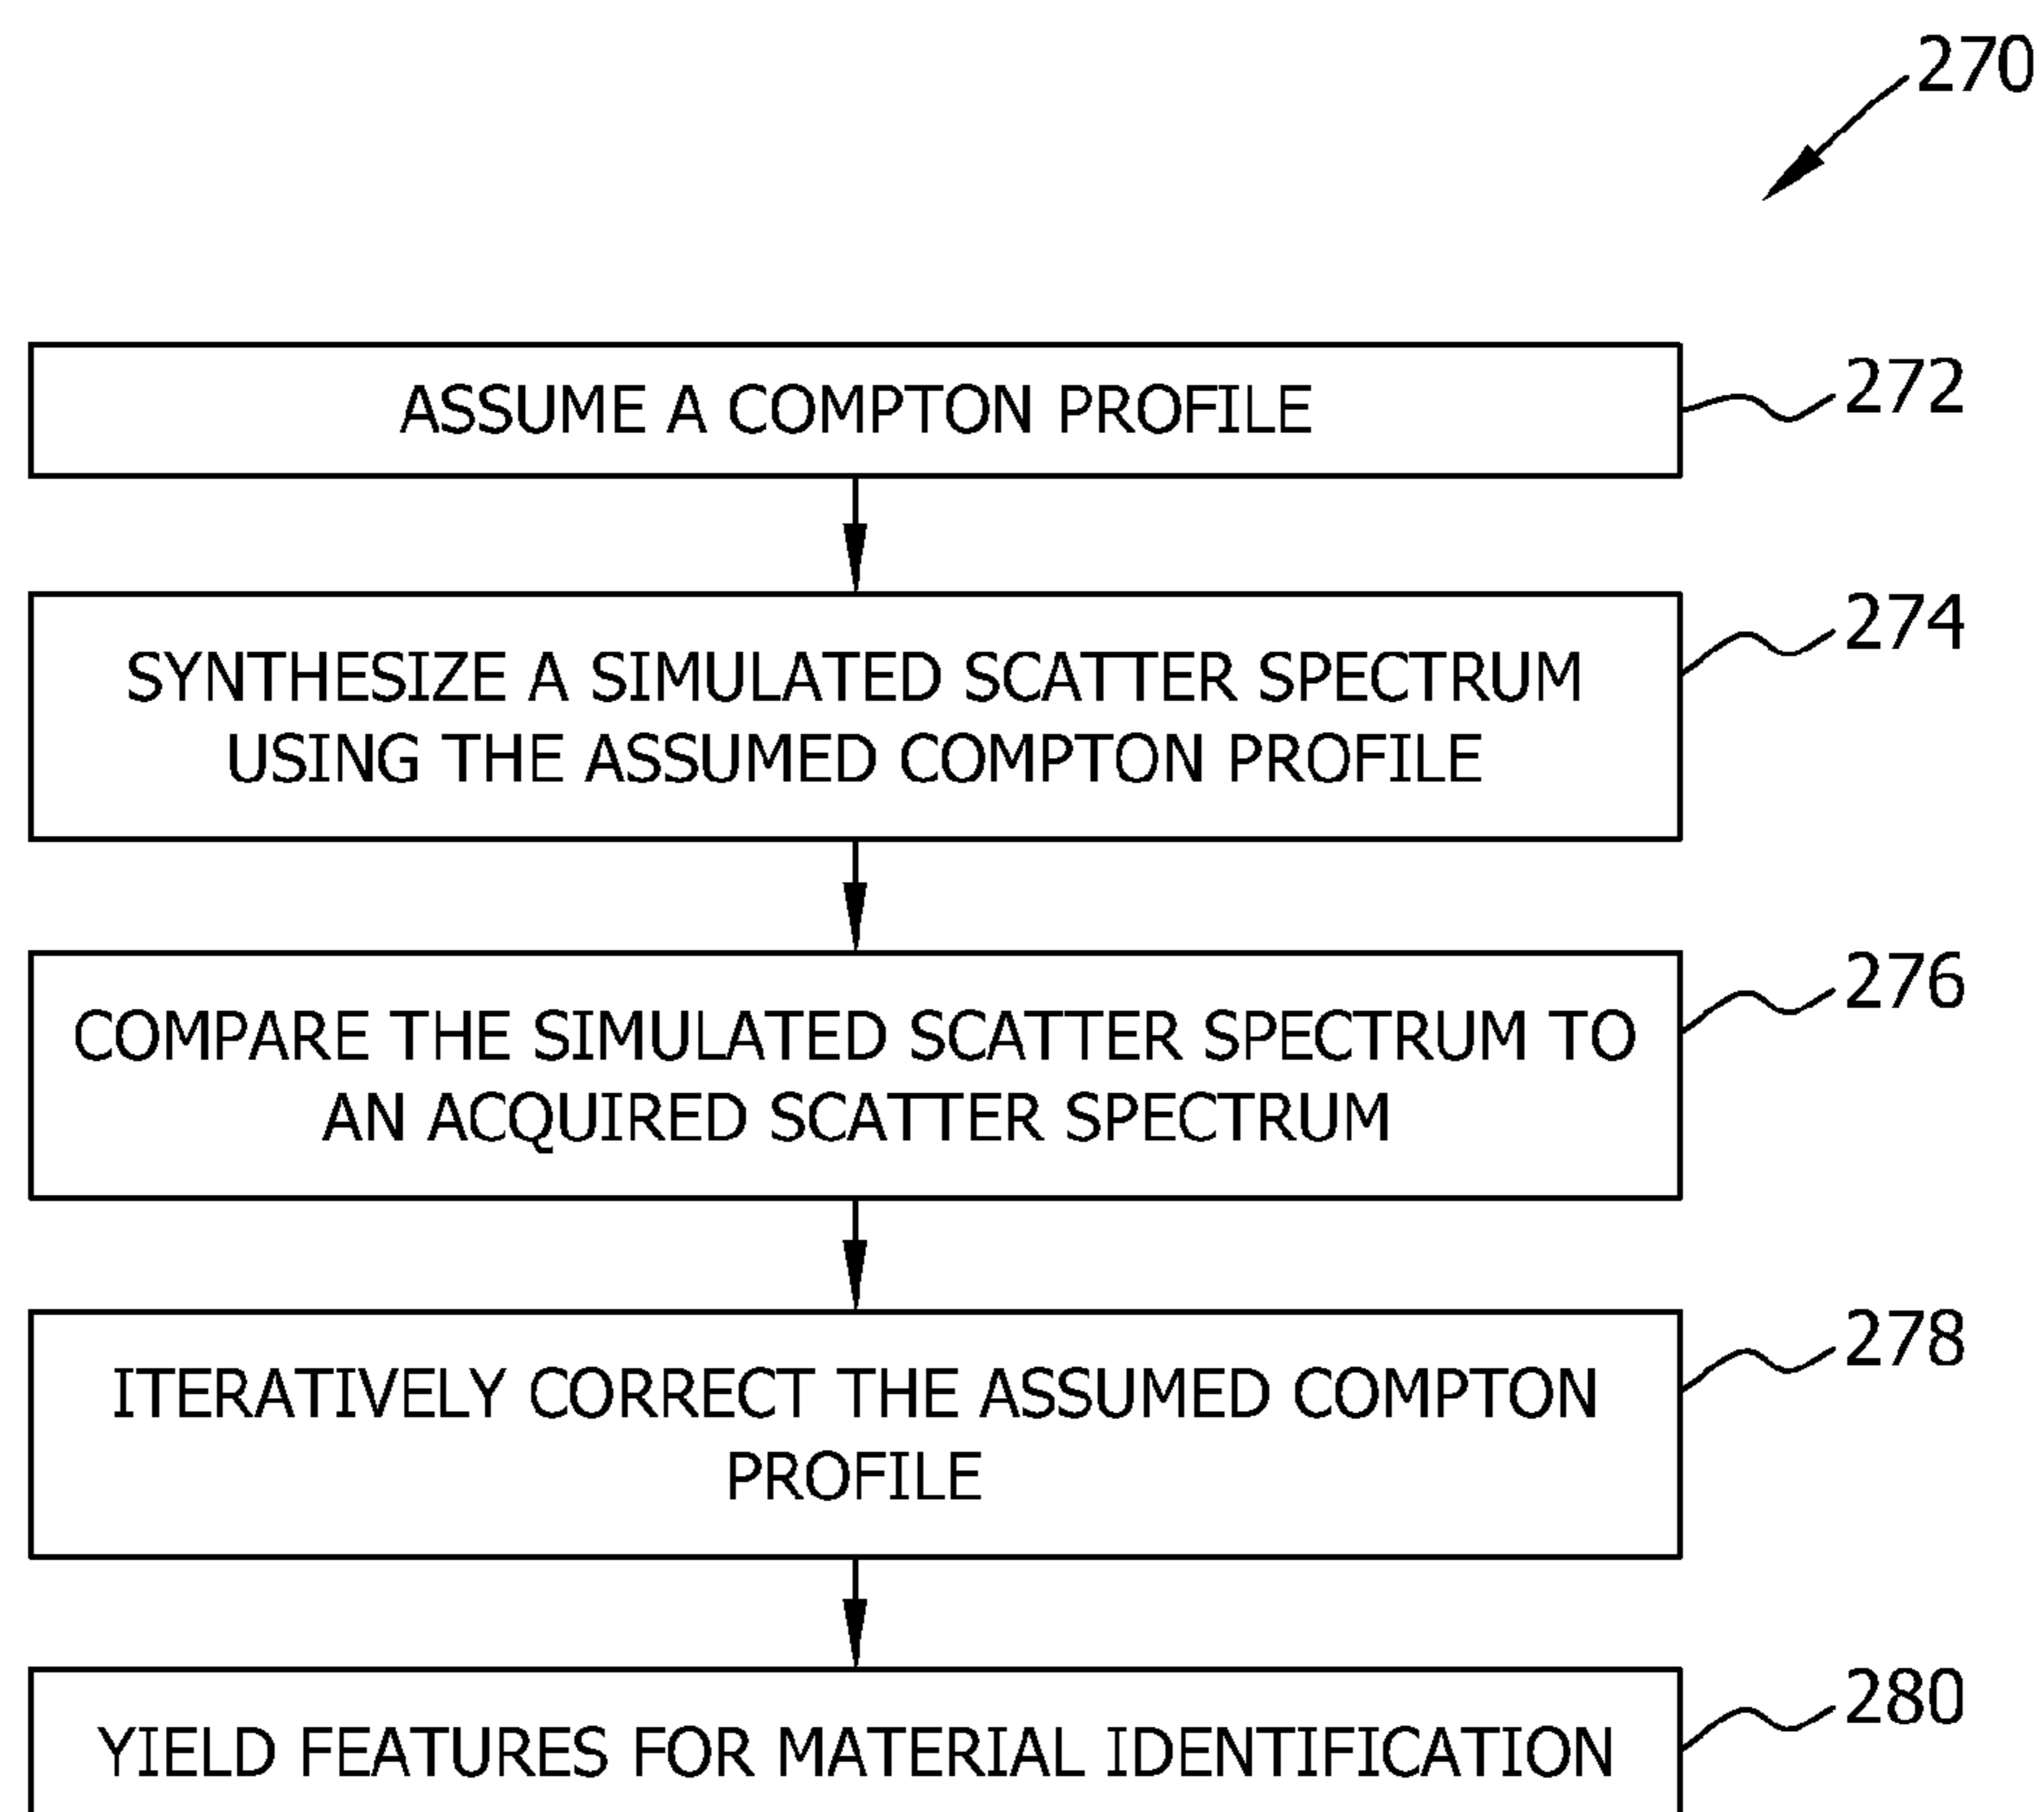 270
ASSUME A COMPTON PROFILE
272
SYNTHESIZE A SIMULATED SCATTER SPECTRUM
USING THE ASSUMED COMPTON PROFILE
274
COMPARE THE SIMULATED SCATTER SPECTRUM TO
AN ACQUIRED SCATTER SPECTRUM
276
ITERATIVELY CORRECT THE ASSUMED COMPTON
PROFILE
278
YIELD FEATURES FOR MATERIAL IDENTIFICATION
280